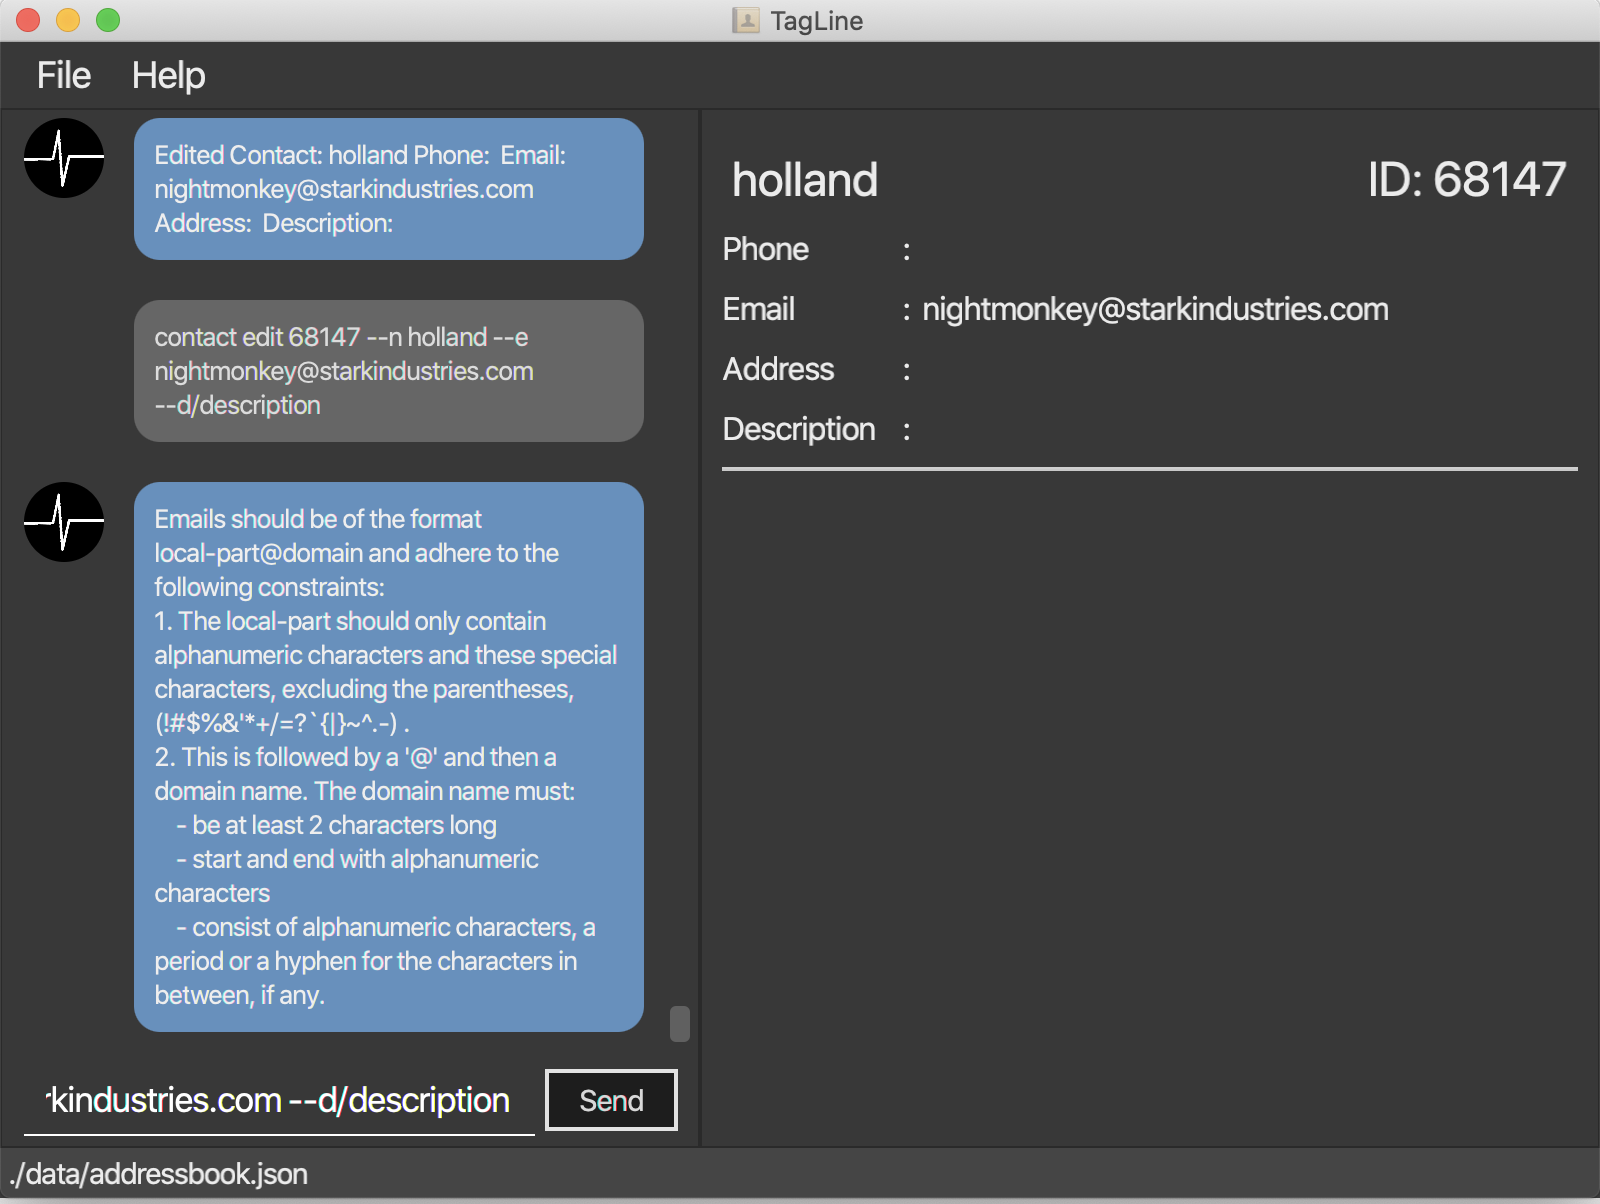 TagLine
File Help
Edited Contact: holland Phone:  Email:
nightmonkey@starkindustries.com
Address:  Description:
contact edit 68147 --n holland --e
nightmonkey@starkindustries.com
--d/description
Emails should be of the format
local-part@domain and adhere to the
following constraints:
1. The local-part should only contain
alphanumeric characters and these special
characters, excluding the parentheses,
(!#$%&'*+/=?`{|}~^.-) .
2. This is followed by a '@' and then a
domain name. The domain name must:
- be at least 2 characters long
- start and end with alphanumeric
characters
- consist of alphanumeric characters, a
period or a hyphen for the characters in
between, if any.
rkindustries.com --d/description
Send
holland ID: 68147
Phone :
Email : nightmonkey@starkindustries.com
Address :
Description :
./data/addressbook.json